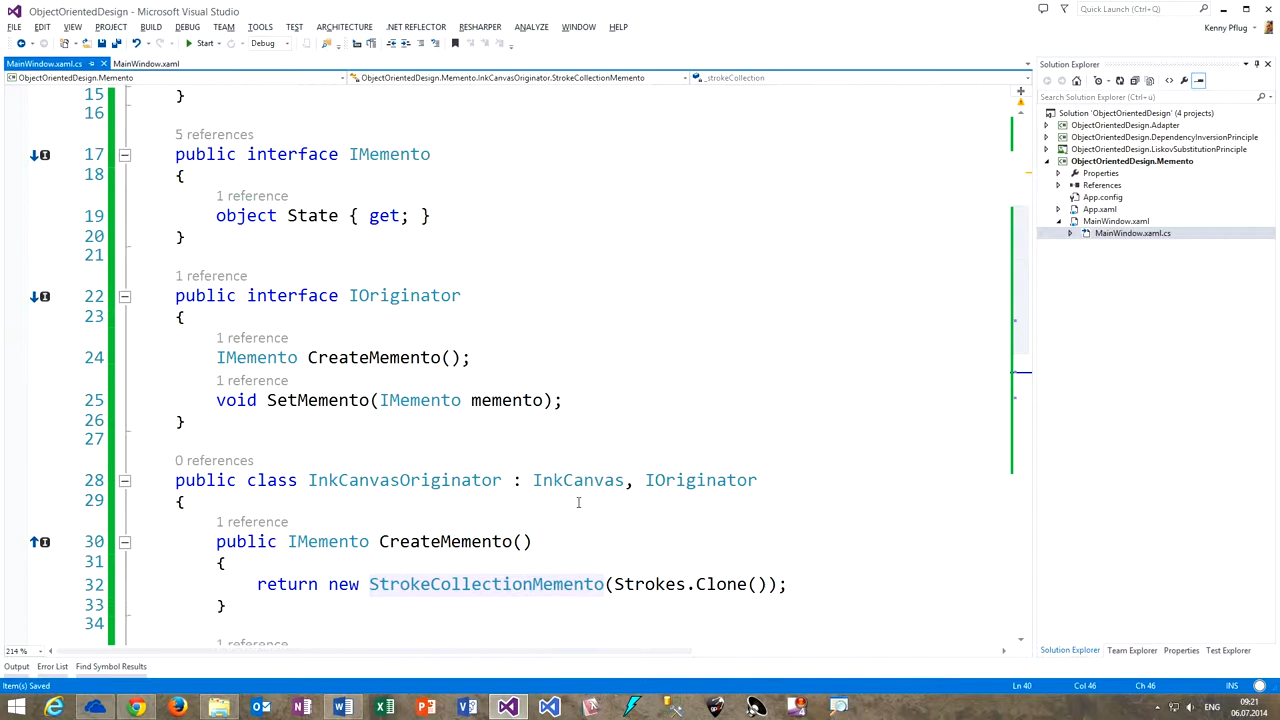 ObjectOrientedDesign - Microsoft Visual Studio
Quick Launch (Ctrl+Q)
FILE EDIT VIEW PROJECT BUILD DEBUG TEAM TOOLS TEST ARCHITECTURE .NET REFLECTOR RESHARPER ANALYZE WINDOW HELP
Kenny Pflug
Start Debug
MainWindow.xaml.cs MainWindow.xaml
ObjectOrientedDesign.Memento ObjectOrientedDesign.Memento.InkCanvasOriginator.StrokeCollectionMemento _strokeCollection
15 }
16
5 references
17 public interface IMemento
18 {
1 reference
19 object State { get; }
20 }
21
1 reference
22 public interface IOriginator
23 {
1 reference
24 IMemento CreateMemento();
1 reference
25 void SetMemento(IMemento memento);
26 }
27
0 references
28 public class InkCanvasOriginator : InkCanvas, IOriginator
29 {
1 reference
30 public IMemento CreateMemento()
31 {
32 return new StrokeCollectionMemento(Strokes.Clone());
33 }
34
1 reference
214 %
Solution Explorer
Search Solution Explorer (Ctrl+ü)
Solution 'ObjectOrientedDesign' (4 projects)
ObjectOrientedDesign.Adapter
ObjectOrientedDesign.DependencyInversionPrinciple
ObjectOrientedDesign.LiskovSubstitutionPrinciple
ObjectOrientedDesign.Memento
Properties
References
App.config
App.xaml
MainWindow.xaml
MainWindow.xaml.cs
Solution Explorer Team Explorer Properties Test Explorer
Output Error List Find Symbol Results
Item(s) Saved Ln 40 Col 46 Ch 46 INS
ENG
09:21
06.07.2014